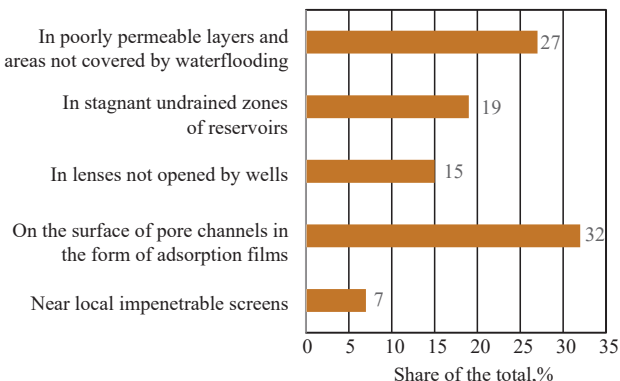 In poorly permeable layers and
areas not covered by waterflooding
27
In stagnant undrained zones
of reservoirs
19
In lenses not opened by wells
15
On the surface of pore channels in
the form of adsorption films
32
Near local impenetrable screens
7
0 5 10 15 20 25 30 35
Share of the total,%